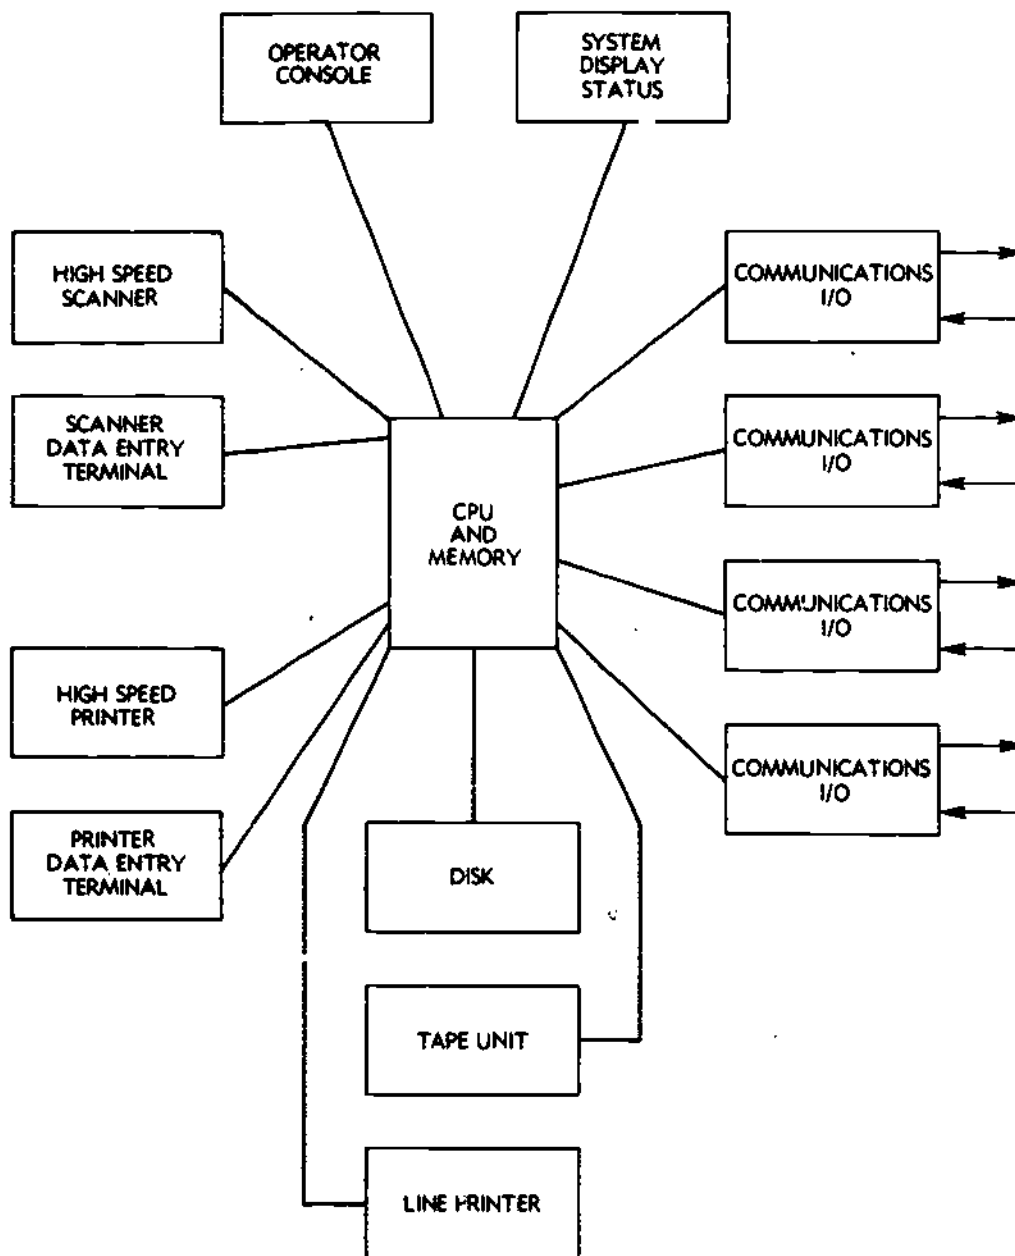 OPERATOR
CONSOLE
SYSTEM
DISPLAY
STATUS
HIGH SPEED
SCANNER
COMMUNICATIONS
I/O
SCANNER
DATA ENTRY
TERMINAL
COMMUNICATIONS
I/O
CPU
AND
MEMORY
COMMUNICATIONS
I/O
HIGH SPEED
PRINTER
COMMUNICATIONS
I/O
PRINTER
DATA ENTRY
TERMINAL
DISK
TAPE UNIT
LINE PRINTER